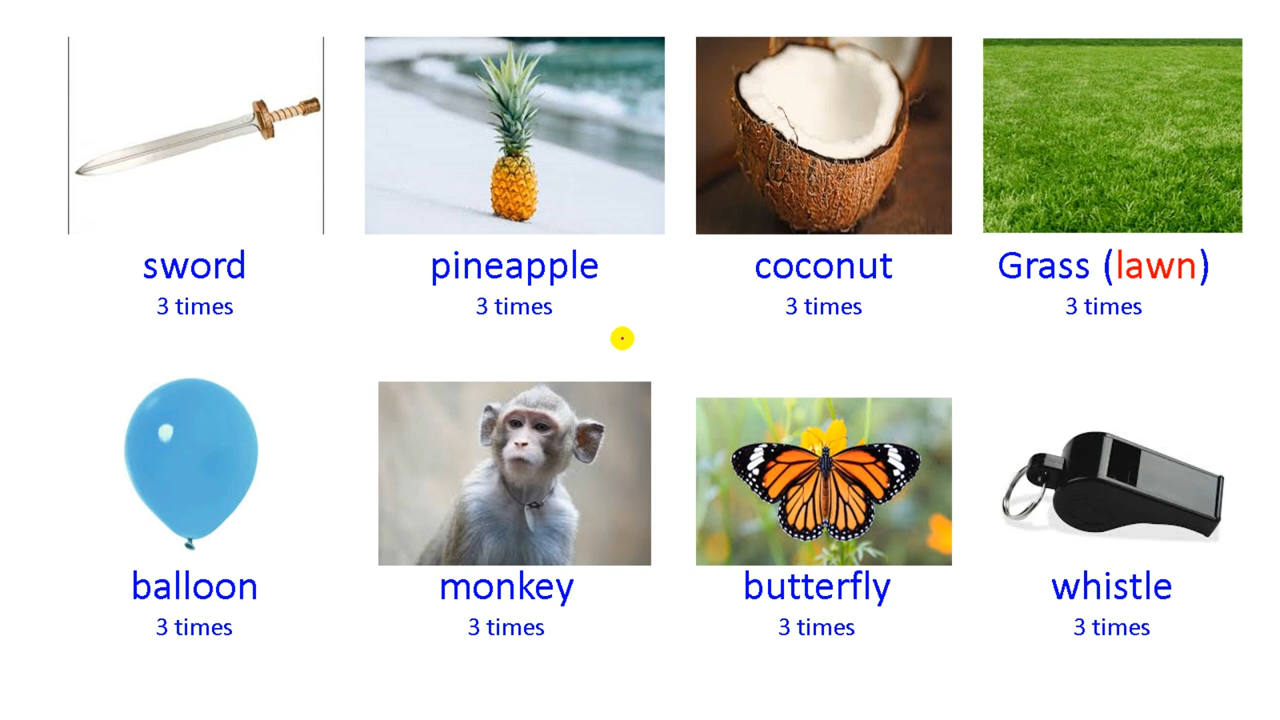 sword
3 times
pineapple
3 times
coconut
3 times
Grass (lawn)
3 times
balloon
3 times
monkey
3 times
butterfly
3 times
whistle
3 times